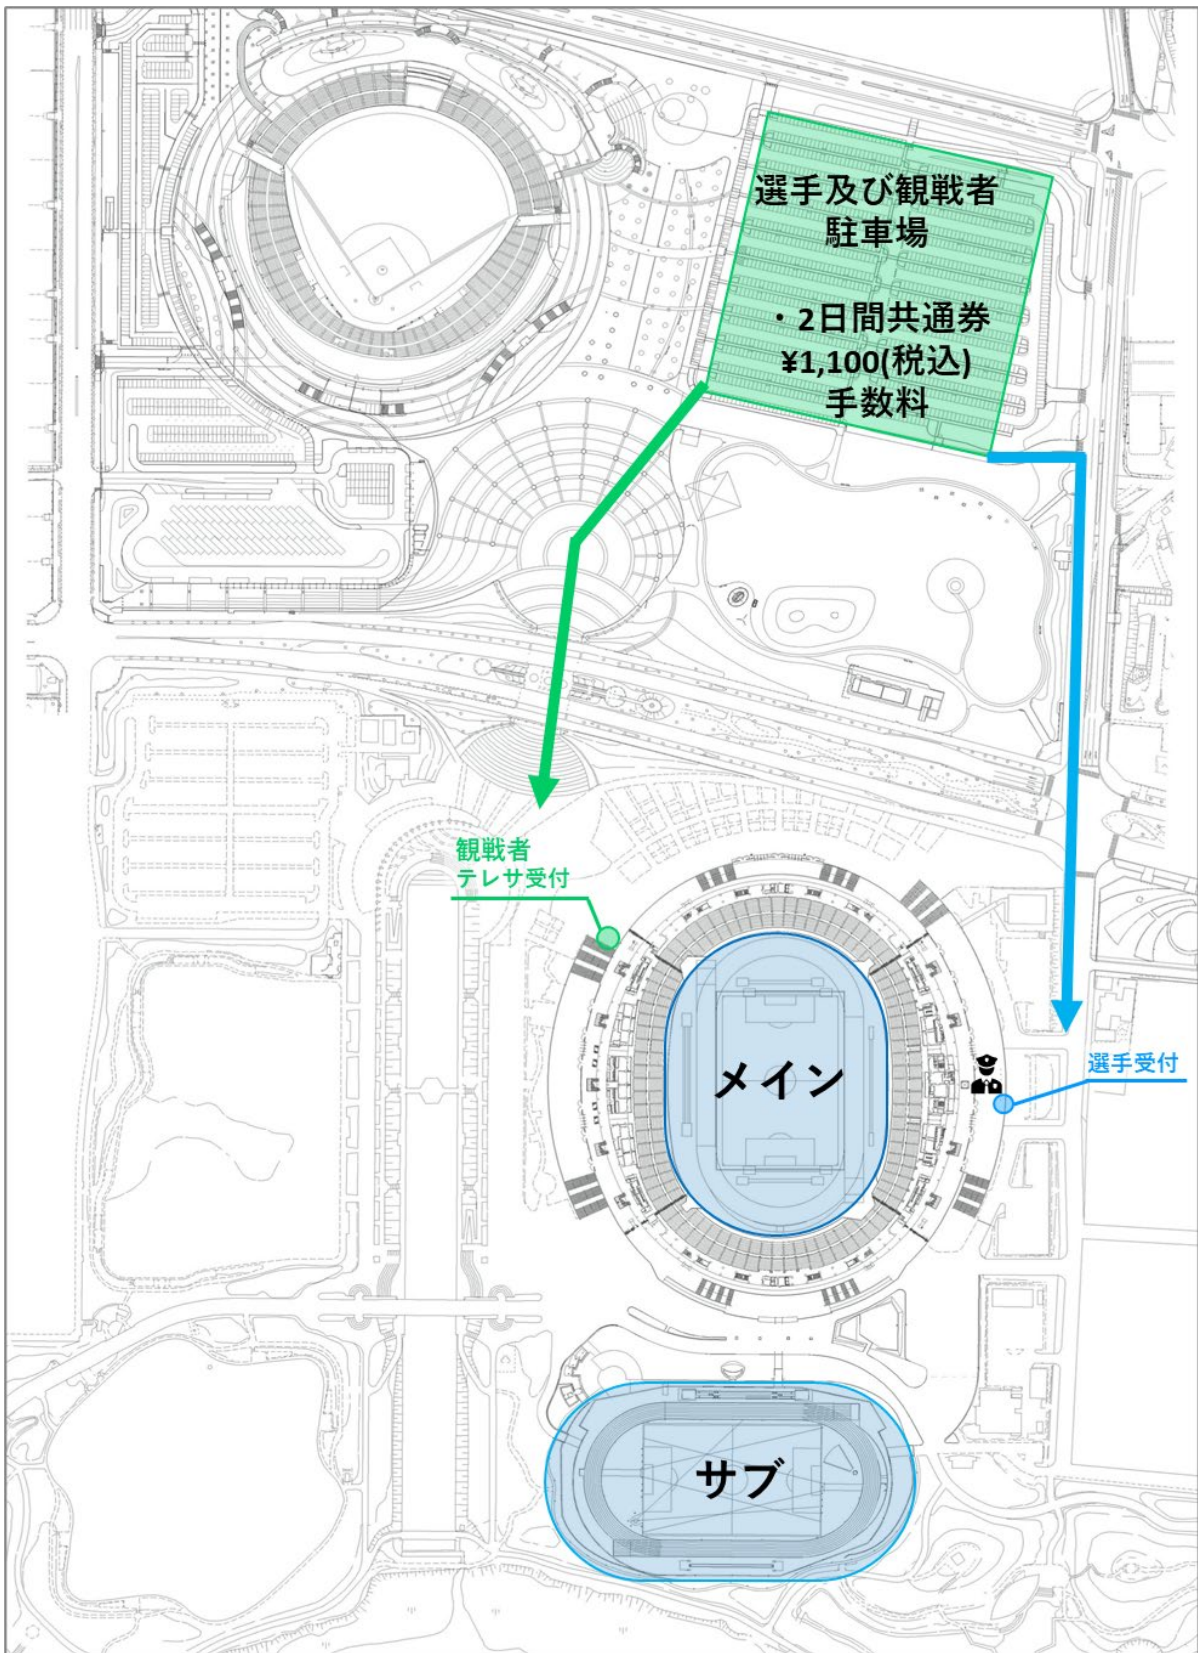 選手及び観戦者
駐車場
・2日間共通券
¥1,100(税込)
手数料
観戦者
テレサ受付
メイン
選手受付
サブ